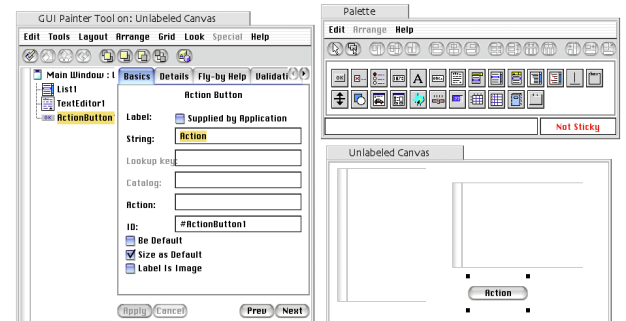 GUI Painter Tool on: Unlabeled Canvas
Edit Tools Layout Arrange Grid Look Special Help
Main Window : U
List1
TextEditor1
ActionButton
Basics Details Fly-by Help Validati
Action Button
Label: Supplied by Application
String: Action
Lookup key:
Catalog:
Action:
ID: #ActionButton1
Be Default
Size as Default
Label Is Image
Apply Cancel Prev Next
Palette
Edit Arrange Help
OK
A
Not Sticky
Unlabeled Canvas
Action